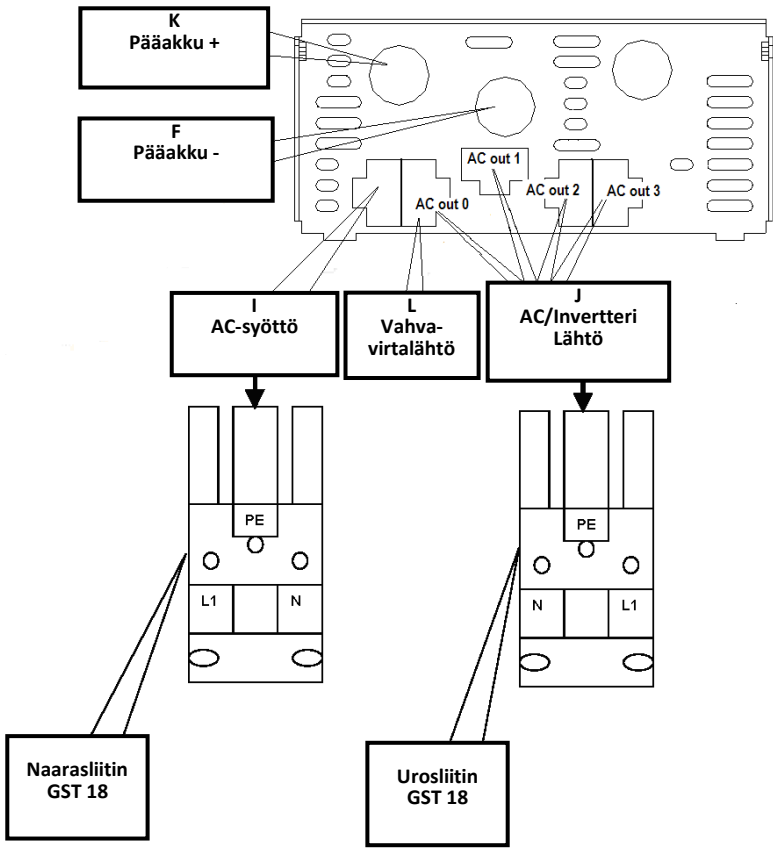 K
Pääakku +
F
Pääakku -
AC out 1
AC out 2
AC out 3
AC out 0
I
AC-syöttö
L
Vahva-
virtalähtö
J
AC/Invertteri
Lähtö
PE
L1
N
PE
N
L1
Naarasliitin
GST 18
Urosliitin
GST 18